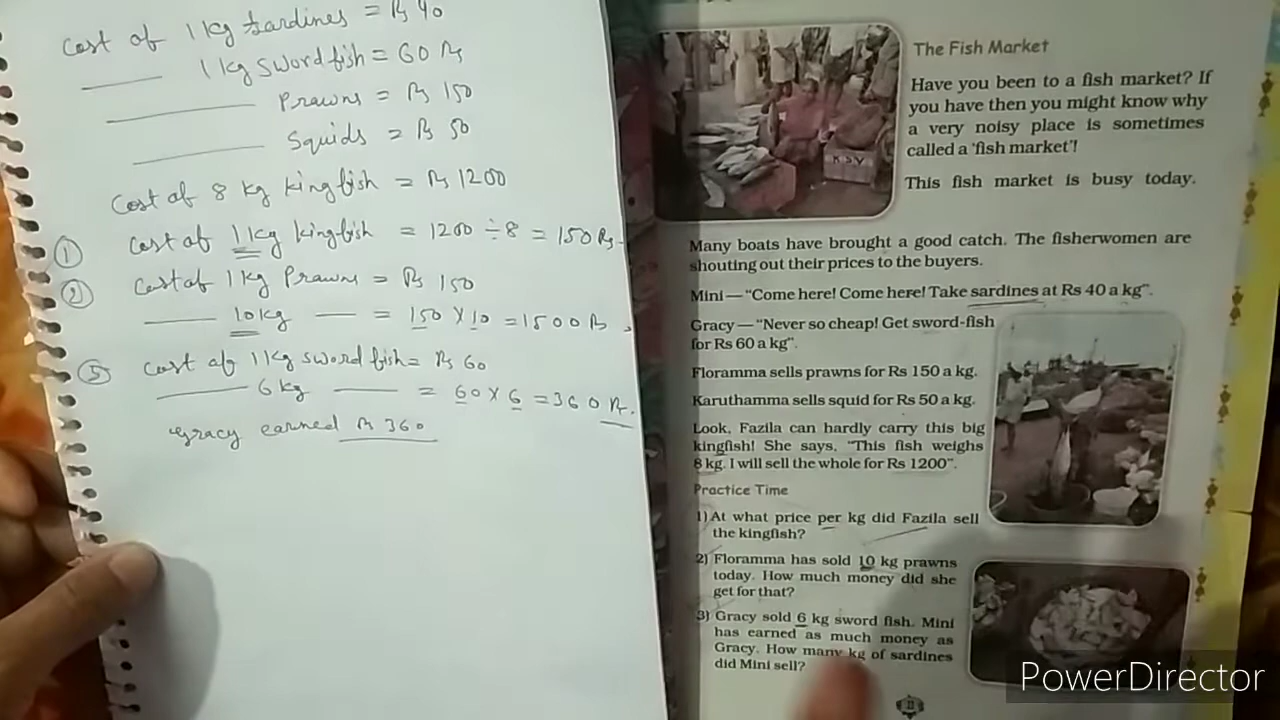 Cost of 1 kg sardines = Rs 40
1 kg sword fish = 60 Rs
Prawns = Rs 150
Squids = Rs 50
Cost of 8 kg kingfish = Rs 1200
① Cost of 1 kg kingfish = 1200 ÷ 8 = 150 Rs
② Cost of 1 kg Prawns = Rs 150
10 kg = 150 X 10 = 1500 Rs
③ Cost of 1 kg sword fish = Rs 60
6 kg = 60 X 6 = 360 Rs.
Gracy earned Rs 360
The Fish Market
Have you been to a fish market? If
you have then you might know why
a very noisy place is sometimes
called a 'fish market'!
This fish market is busy today.
Many boats have brought a good catch. The fisherwomen are
shouting out their prices to the buyers.
Mini — "Come here! Come here! Take sardines at Rs 40 a kg".
Gracy — "Never so cheap! Get sword-fish
for Rs 60 a kg".
Floramma sells prawns for Rs 150 a kg.
Karuthamma sells squid for Rs 50 a kg.
Look, Fazila can hardly carry this big
kingfish! She says, "This fish weighs
8 kg. I will sell the whole for Rs 1200".
Practice Time
1) At what price per kg did Fazila sell
the kingfish?
2) Floramma has sold 10 kg prawns
today. How much money did she
get for that?
3) Gracy sold 6 kg sword fish. Mini
has earned as much money as
Gracy. How many kg of sardines
did Mini sell?
PowerDirector